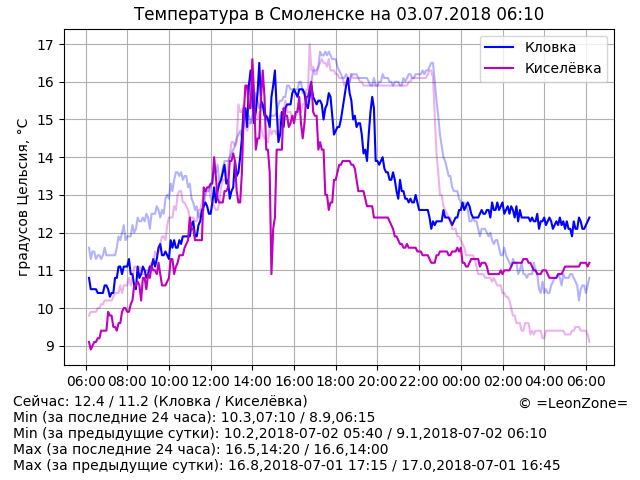 Температура в Смоленске на 03.07.2018 06:10
градусов Цельсия, °C
17
16
15
14
13
12
11
10
9
Кловка
Киселёвка
06:00 08:00 10:00 12:00 14:00 16:00 18:00 20:00 22:00 00:00 02:00 04:00 06:00
Сейчас: 12.4 / 11.2 (Кловка / Киселёвка)
© =LeonZone=
Min (за последние 24 часа): 10.3,07:10 / 8.9,06:15
Min (за предыдущие сутки): 10.2,2018-07-02 05:40 / 9.1,2018-07-02 06:10
Max (за последние 24 часа): 16.5,14:20 / 16.6,14:00
Max (за предыдущие сутки): 16.8,2018-07-01 17:15 / 17.0,2018-07-01 16:45